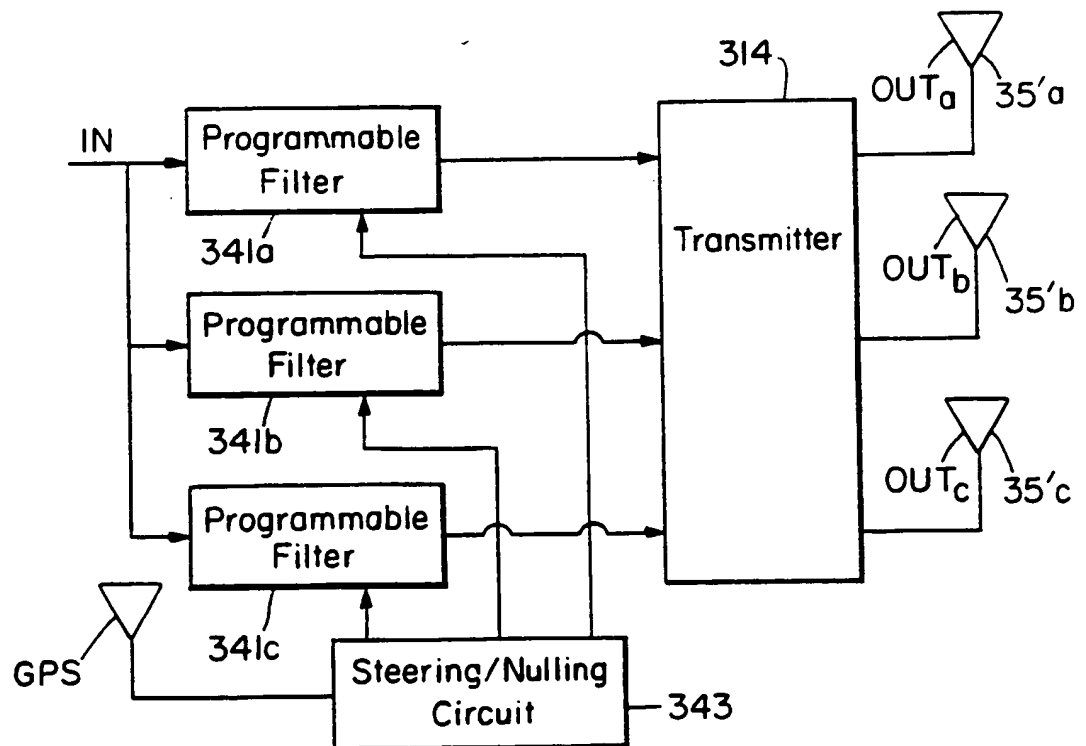 314
OUTa
35'a
IN
Programmable
Filter
341a
Transmitter
OUTb
35'b
Programmable
Filter
341b
OUTc
35'c
Programmable
Filter
341c
GPS
Steering/Nulling
Circuit
343